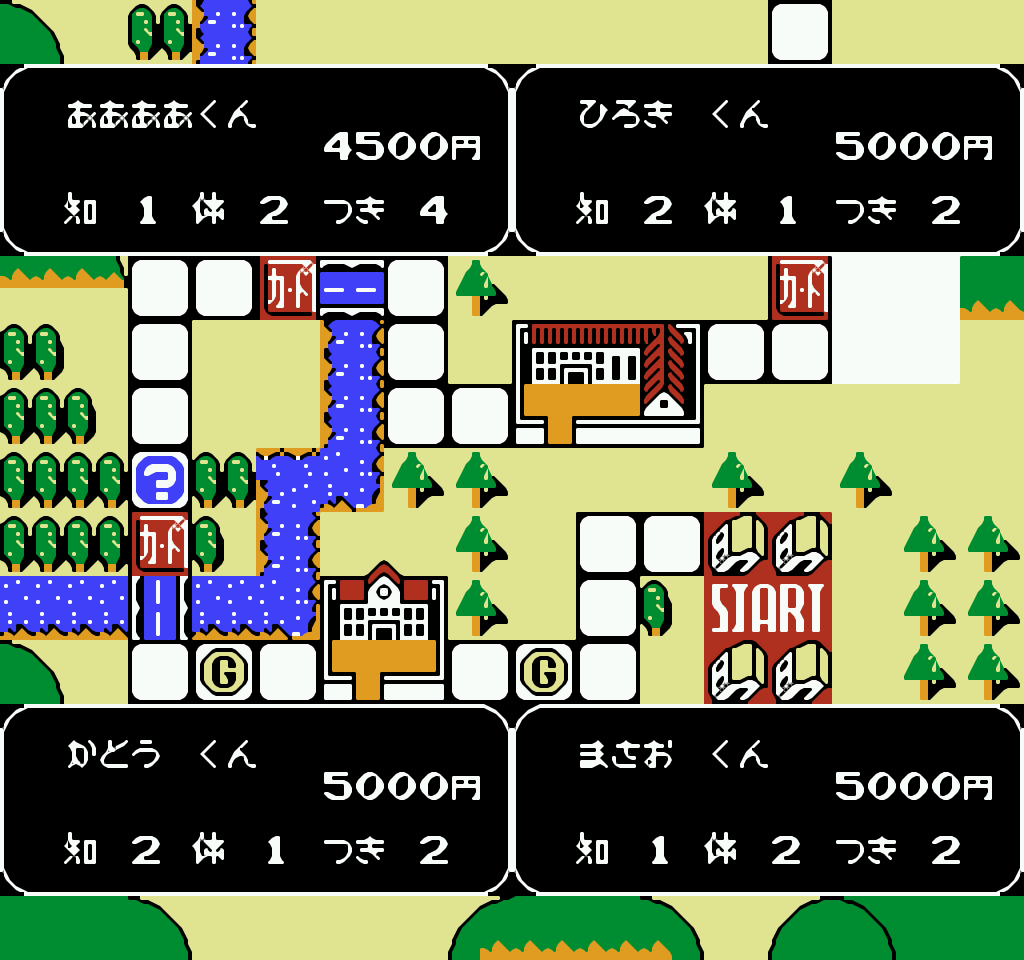 ああああくん
4500円
知 1 体 2 つき 4
ひろき くん
5000円
知 2 体 1 つき 2
カード
カード
?
カード
START
G
G
かとう くん
5000円
知 2 体 1 つき 2
まさお くん
5000円
知 1 体 2 つき 2